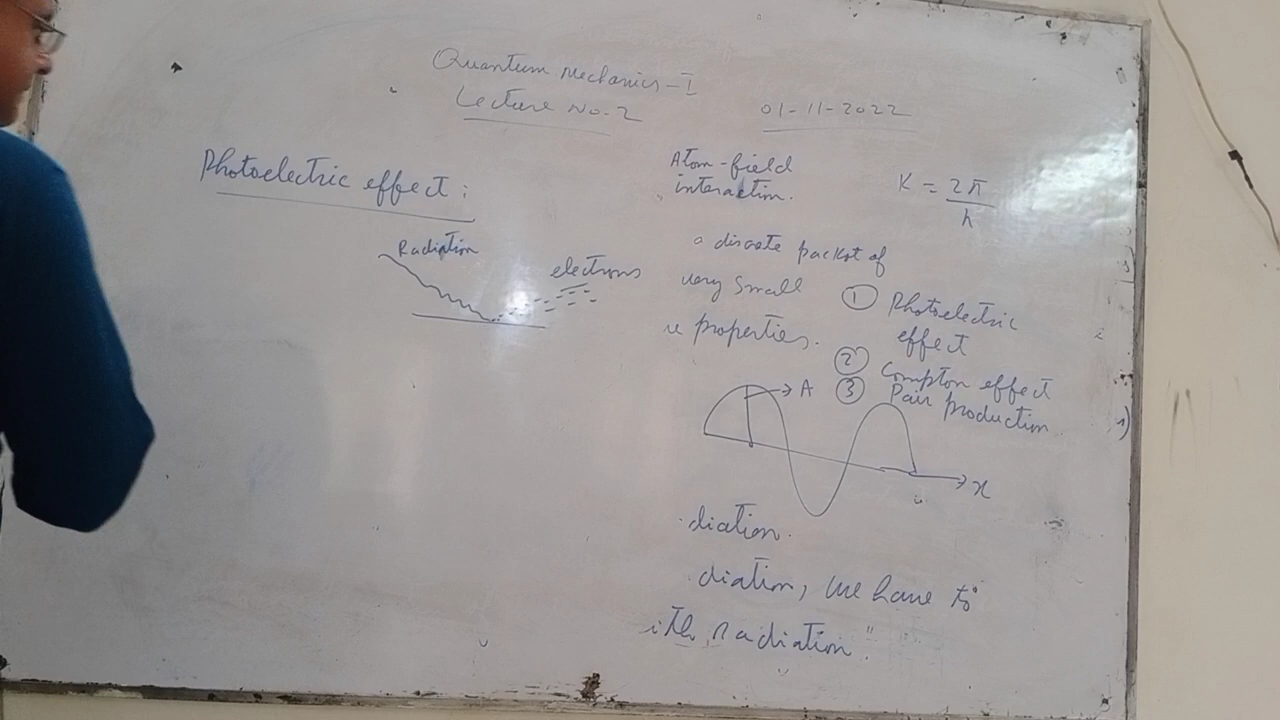 Quantum Mechanics-I
Lecture No-2
01-11-2022
Photoelectric effect:
Radiation
electrons
Atom-field
interaction.
K = 2π
λ
discrete packet of
very small
properties.
① Photoelectric
effect
② Compton effect
③ Pair production
A
x
diation.
diation, we have to
ith Radiation."